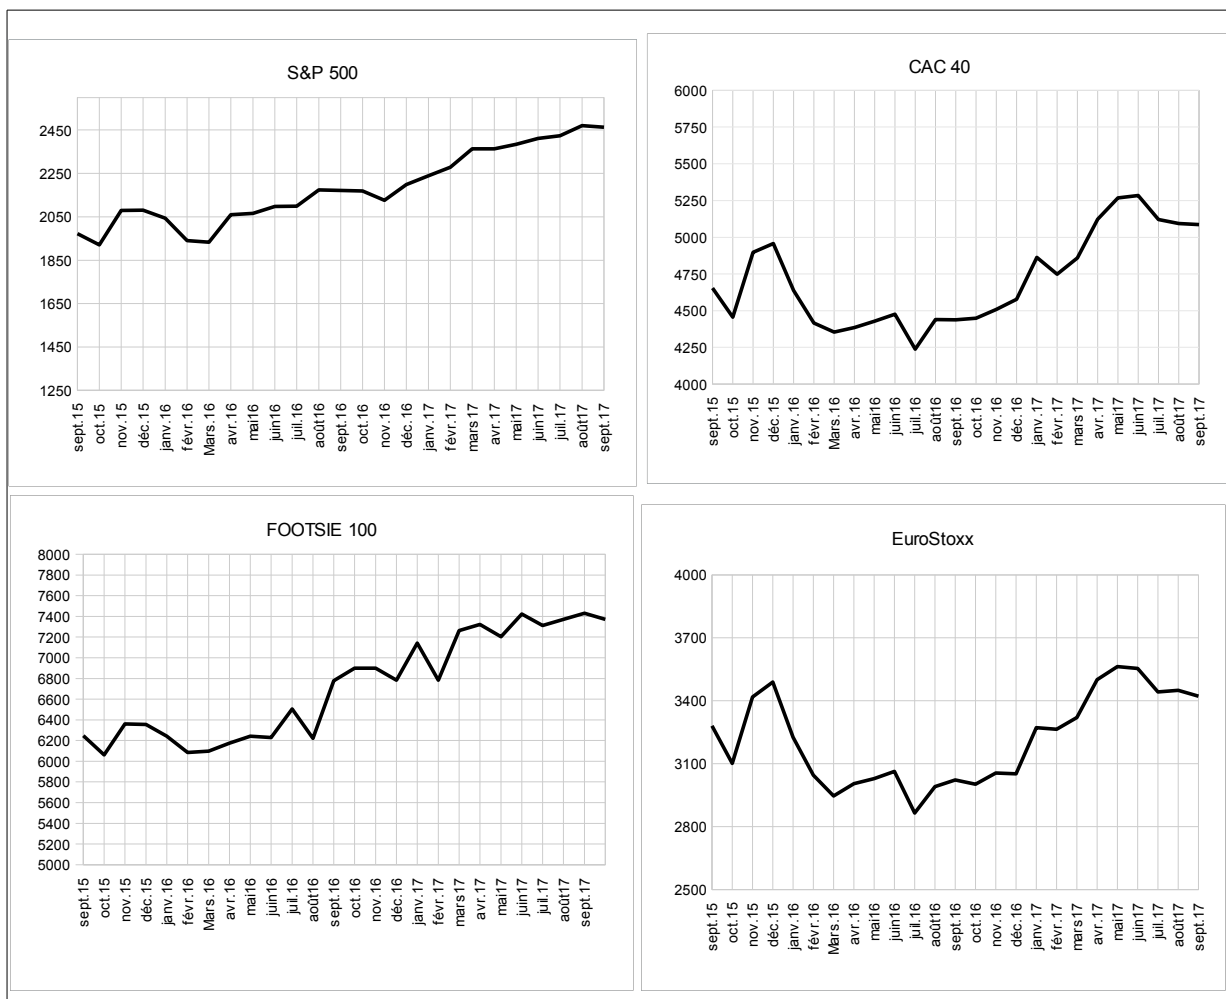 S&P 500
2450
2250
2050
1850
1650
1450
1250
sept.15
oct.15
nov. 15
déc. 15
janv. 16
févr.16
Mars. 16
avr. 16
mai16
juin16
juil. 16
août16
sept. 16
oct. 16
nov. 16
déc. 16
janv. 17
févr. 17
mars 17
avr. 17
mai17
juin17
juil. 17
août17
sept. 17
CAC 40
6000
5750
5500
5250
5000
4750
4500
4250
4000
sept.15
oct.15
nov. 15
déc. 15
janv. 16
févr.16
Mars. 16
avr. 16
mai16
juin16
juil. 16
août16
sept. 16
oct. 16
nov. 16
déc. 16
janv. 17
févr. 17
mars 17
avr. 17
mai17
juin17
juil. 17
août17
sept. 17
FOOTSIE 100
8000
7800
7600
7400
7200
7000
6800
6600
6400
6200
6000
5800
5600
5400
5200
5000
sept.15
oct.15
nov. 15
déc. 15
janv. 16
févr.16
Mars. 16
avr. 16
mai16
juin16
juil. 16
août16
sept. 16
oct. 16
nov. 16
déc. 16
janv. 17
févr. 17
mars 17
avr. 17
mai17
juin17
juil. 17
août17
sept. 17
EuroStoxx
4000
3700
3400
3100
2800
2500
sept.15
oct.15
nov. 15
déc. 15
janv. 16
févr.16
Mars. 16
avr. 16
mai16
juin16
juil. 16
août16
sept. 16
oct. 16
nov. 16
déc. 16
janv. 17
févr. 17
mars 17
avr. 17
mai17
juin17
juil. 17
août17
sept. 17